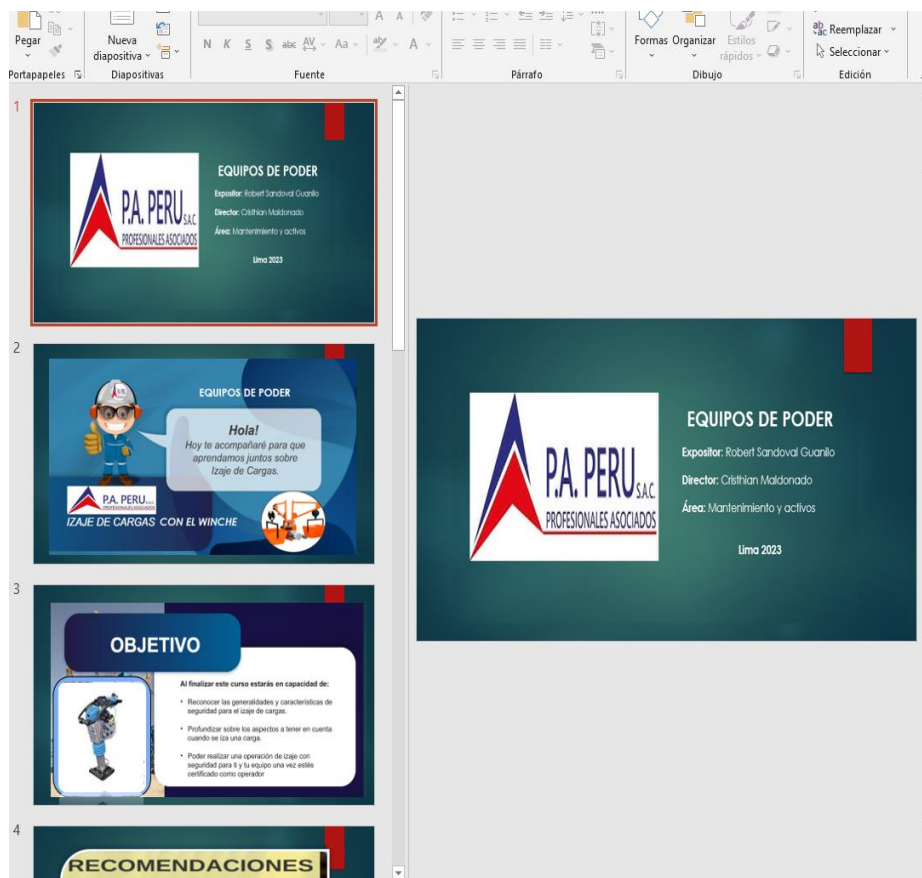 Pegar
Nueva
diapositiva
Portapapeles
Diapositivas
N K S S abc AV Aa A
A A
Fuente
Párrafo
Formas Organizar Estilos
rápidos
Dibujo
Reemplazar
Seleccionar
Edición
1
P.A. PERU S.A.C.
PROFESIONALES ASOCIADOS
EQUIPOS DE PODER
Expositor: Robert Sandoval Guanilo
Director: Cristhian Maldonado
Área: Mantenimiento y activos
Lima 2023
2
EQUIPOS DE PODER
Hola!
Hoy te acompañaré para que
aprendamos juntos sobre
Izaje de Cargas.
P.A. PERU
IZAJE DE CARGAS CON EL WINCHE
3
OBJETIVO
Al finalizar este curso estarás en capacidad de:
• Reconocer las generalidades y características de
seguridad para el izaje de cargas.
• Profundizar sobre los aspectos a tener en cuenta
cuando se iza una carga.
• Poder realizar una operación de izaje con
seguridad para ti y tu equipo una vez estés
certificado como operador
4
RECOMENDACIONES
P.A. PERU S.A.C.
PROFESIONALES ASOCIADOS
EQUIPOS DE PODER
Expositor: Robert Sandoval Guanilo
Director: Cristhian Maldonado
Área: Mantenimiento y activos
Lima 2023